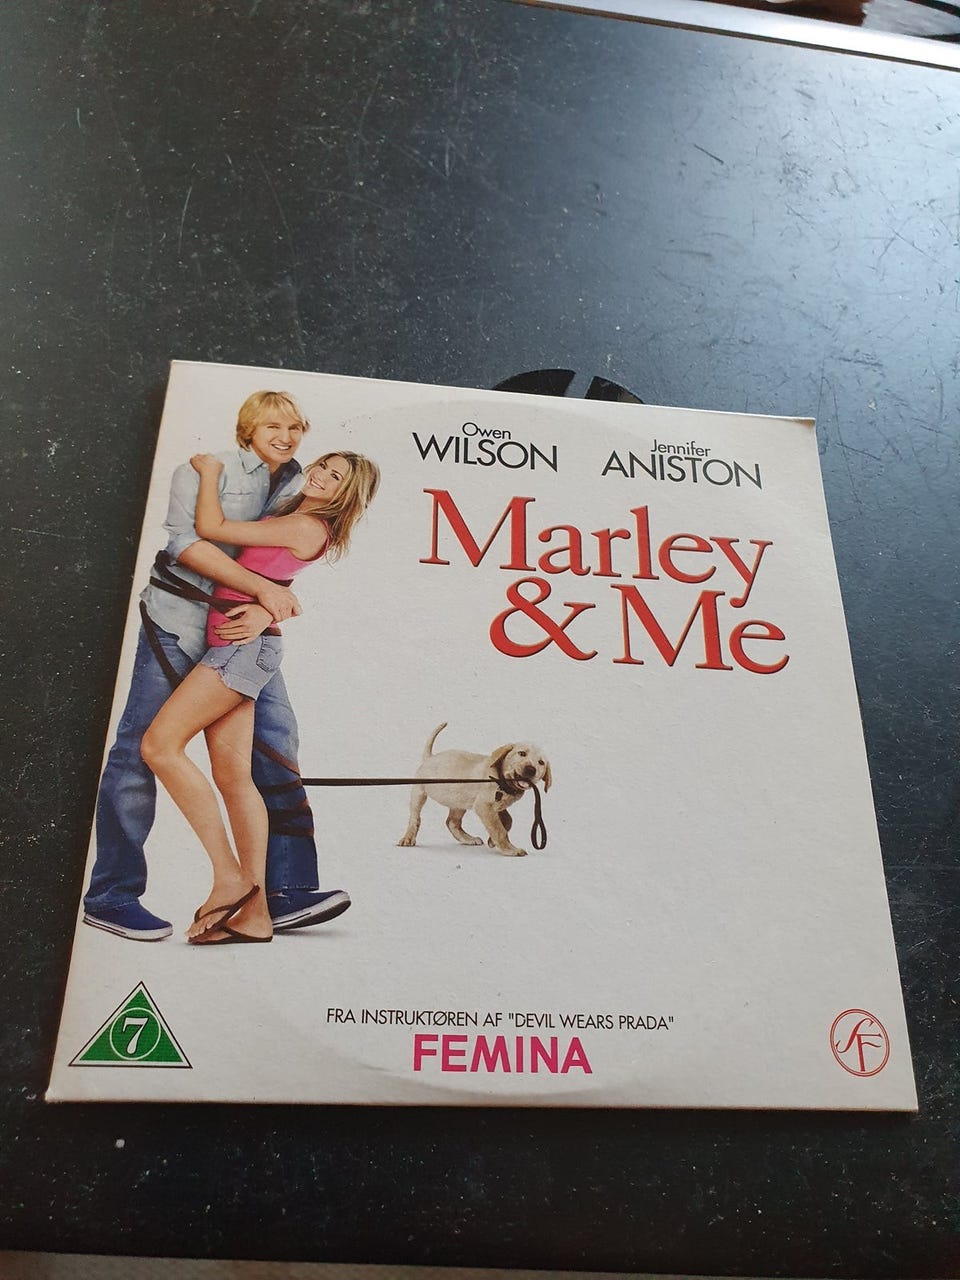 Owen
WILSON
Jennifer
ANISTON
Marley
& Me
7
FRA INSTRUKTØREN AF "DEVIL WEARS PRADA"
FEMINA
SF